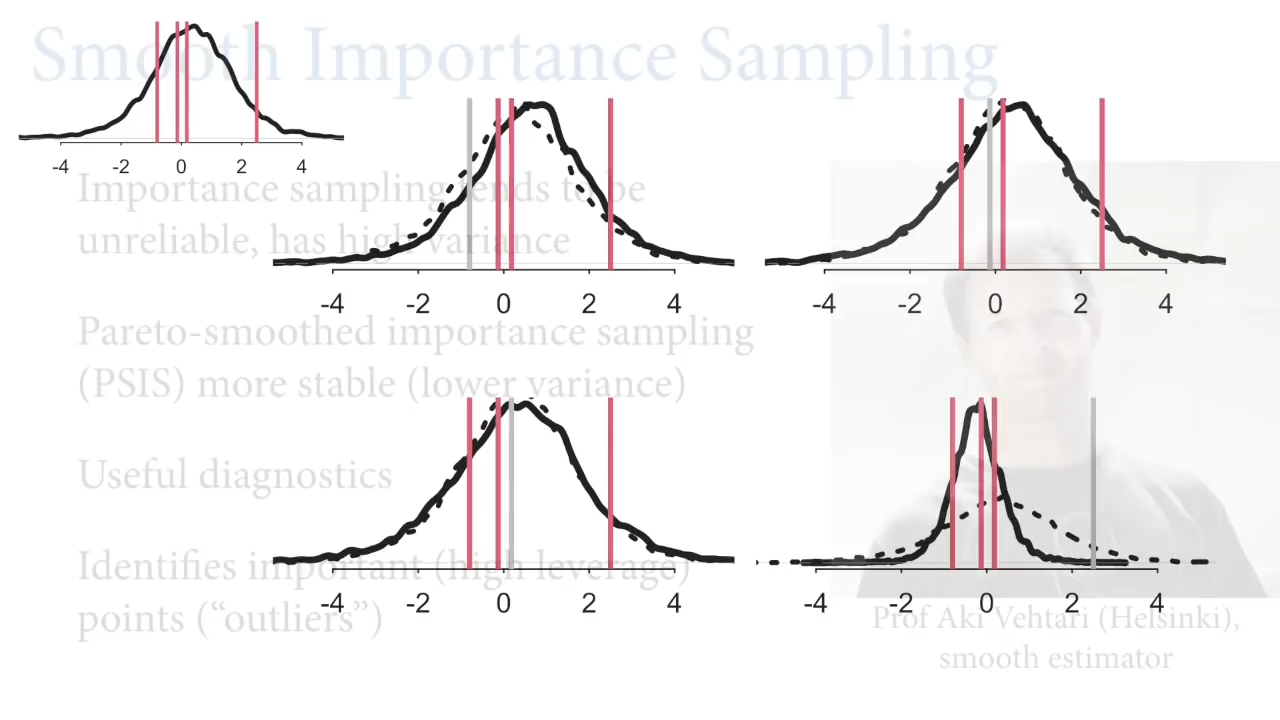 Smooth Importance Sampling
-4 -2 0 2 4
Importance sampling tends to be
unreliable, has high variance
-4 -2 0 2 4
-4 -2 0 2 4
Pareto-smoothed importance sampling
(PSIS) more stable (lower variance)
Useful diagnostics
Identifies important (high leverage)
points (“outliers”)
-4 -2 0 2 4
-4 -2 0 2 4
Prof Aki Vehtari (Helsinki),
smooth estimator